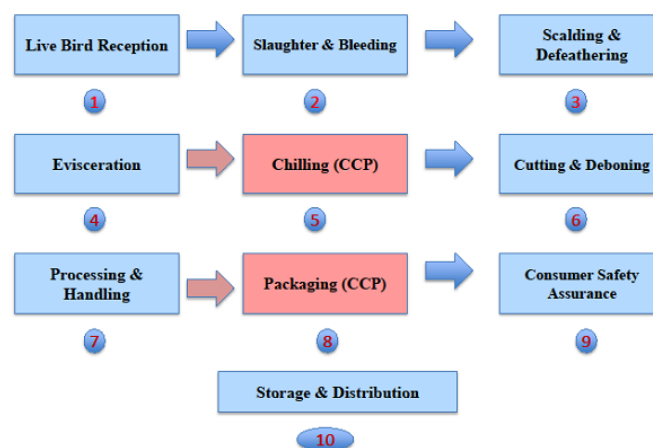 Live Bird Reception
Slaughter & Bleeding
Scalding &
Defeathering
1
2
3
Evisceration
Chilling (CCP)
Cutting & Deboning
4
5
6
Processing &
Handling
Packaging (CCP)
Consumer Safety
Assurance
7
8
9
Storage & Distribution
10